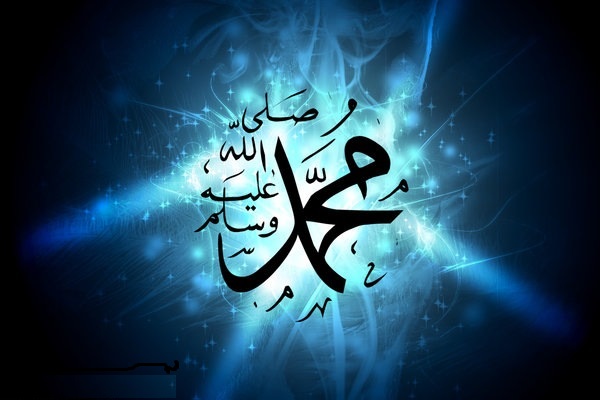 محمد
صلى
الله
عليه
وسلم